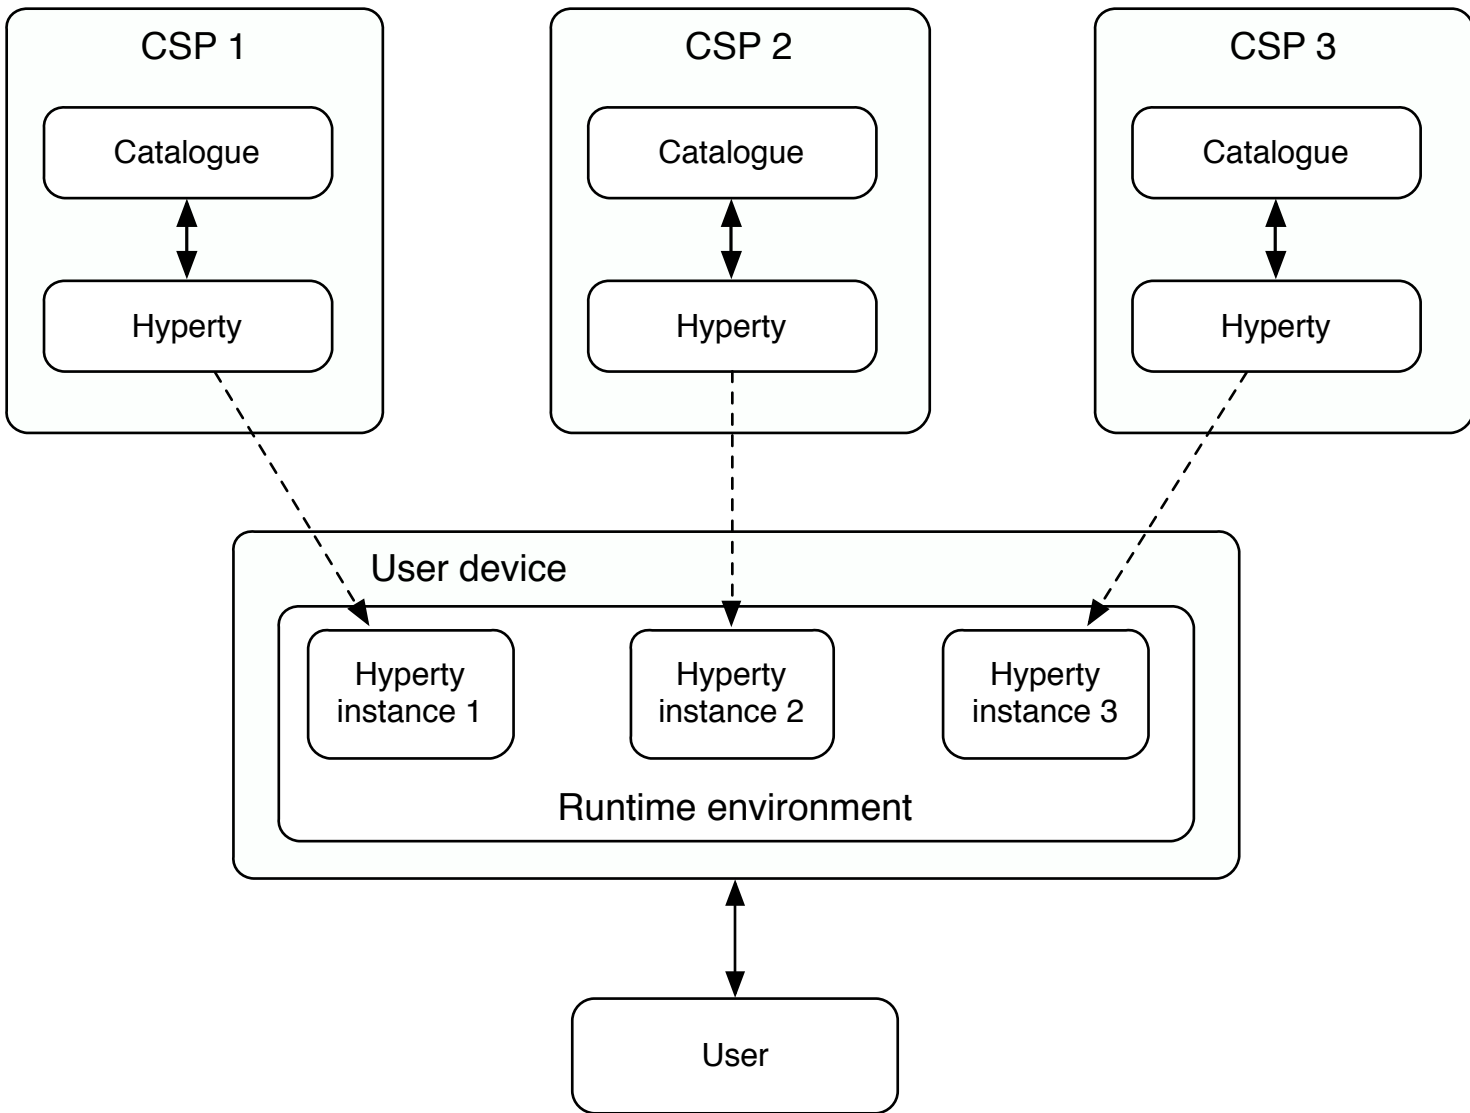 CSP 1
CSP 2
CSP 3
Catalogue
Catalogue
Catalogue
Hyperty
Hyperty
Hyperty
User device
Hyperty
instance 1
Hyperty
instance 2
Hyperty
instance 3
Runtime environment
User